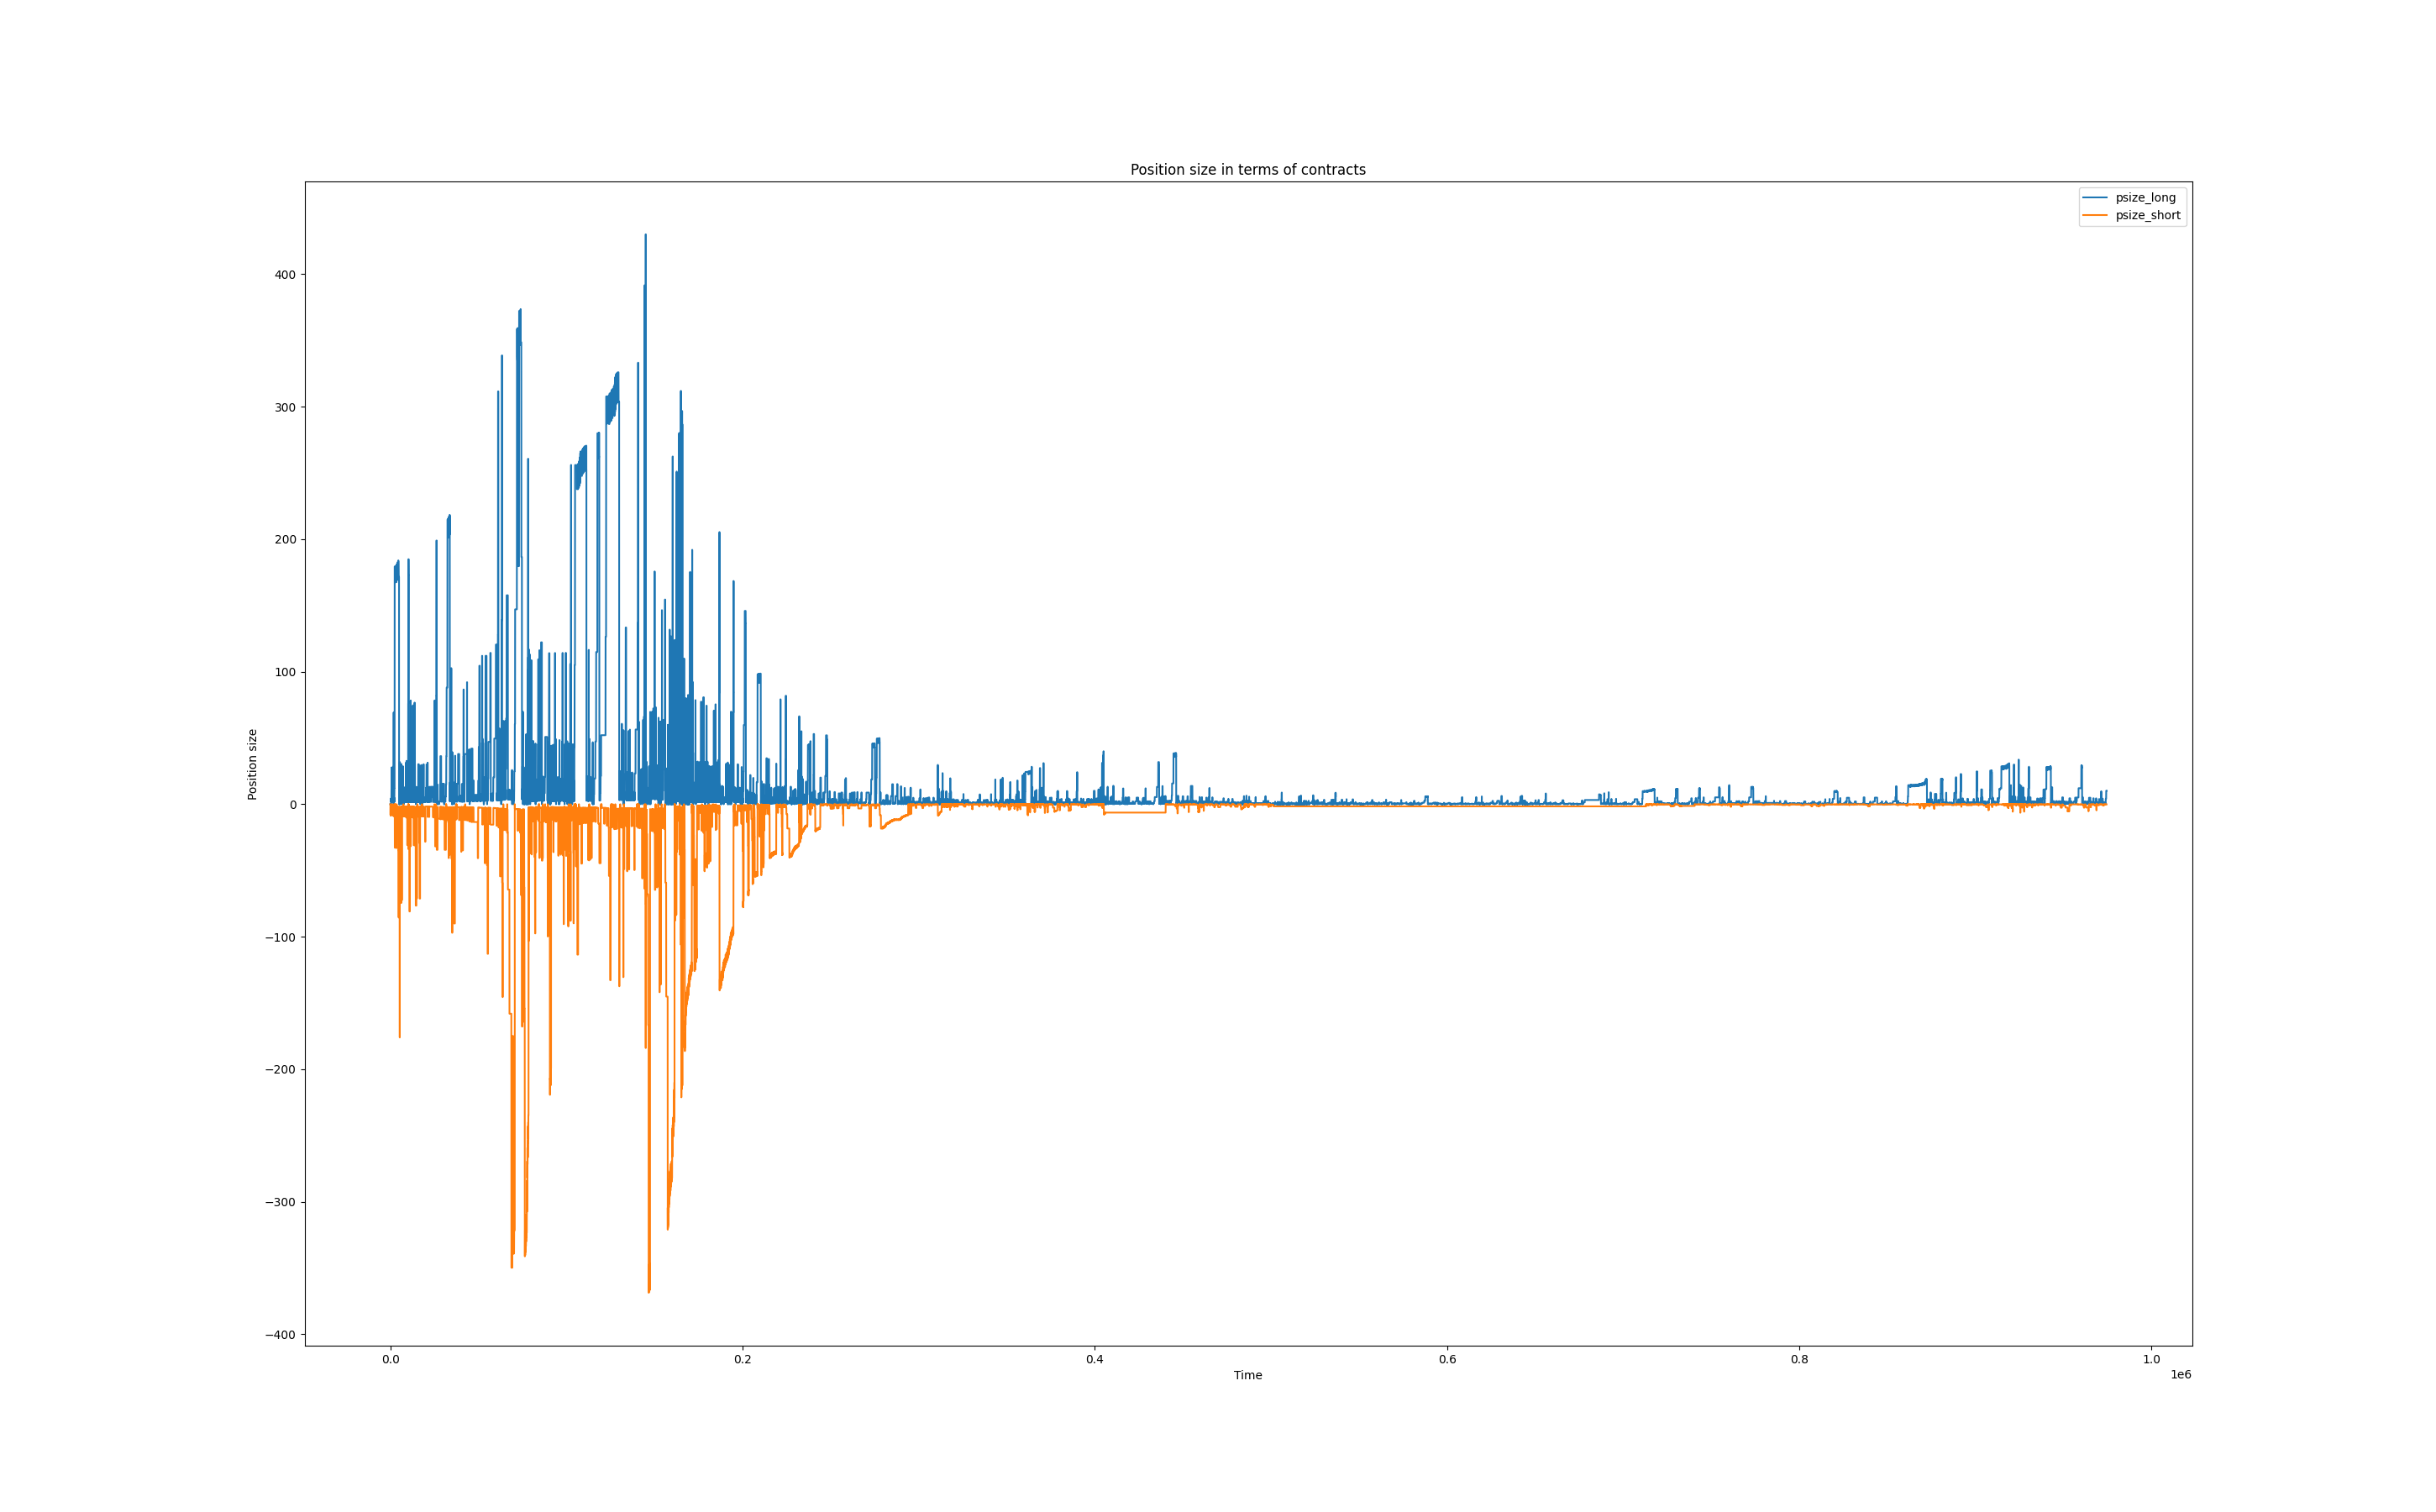 Position size in terms of contracts
psize_long
psize_short
400
300
200
100
0
−100
−200
−300
−400
Position size
0.0
0.2
0.4
0.6
0.8
1.0
Time
1e6